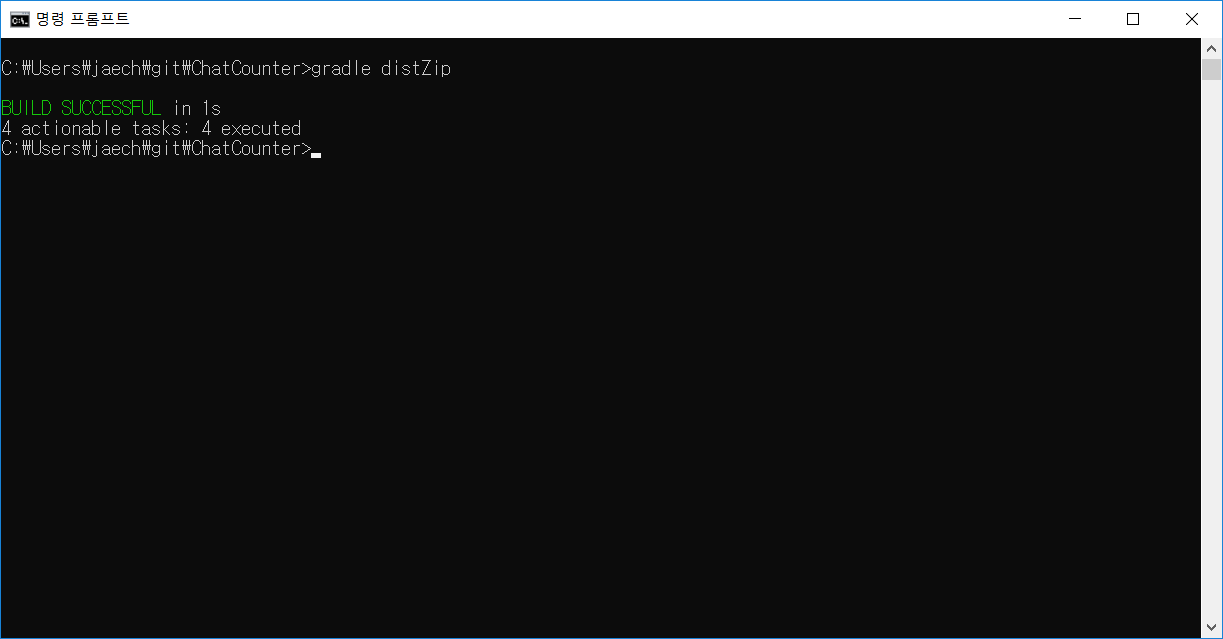 명령 프롬프트
C:₩Users₩jaech₩git₩ChatCounter>gradle distZip
BUILD SUCCESSFUL in 1s
4 actionable tasks: 4 executed
C:₩Users₩jaech₩git₩ChatCounter>